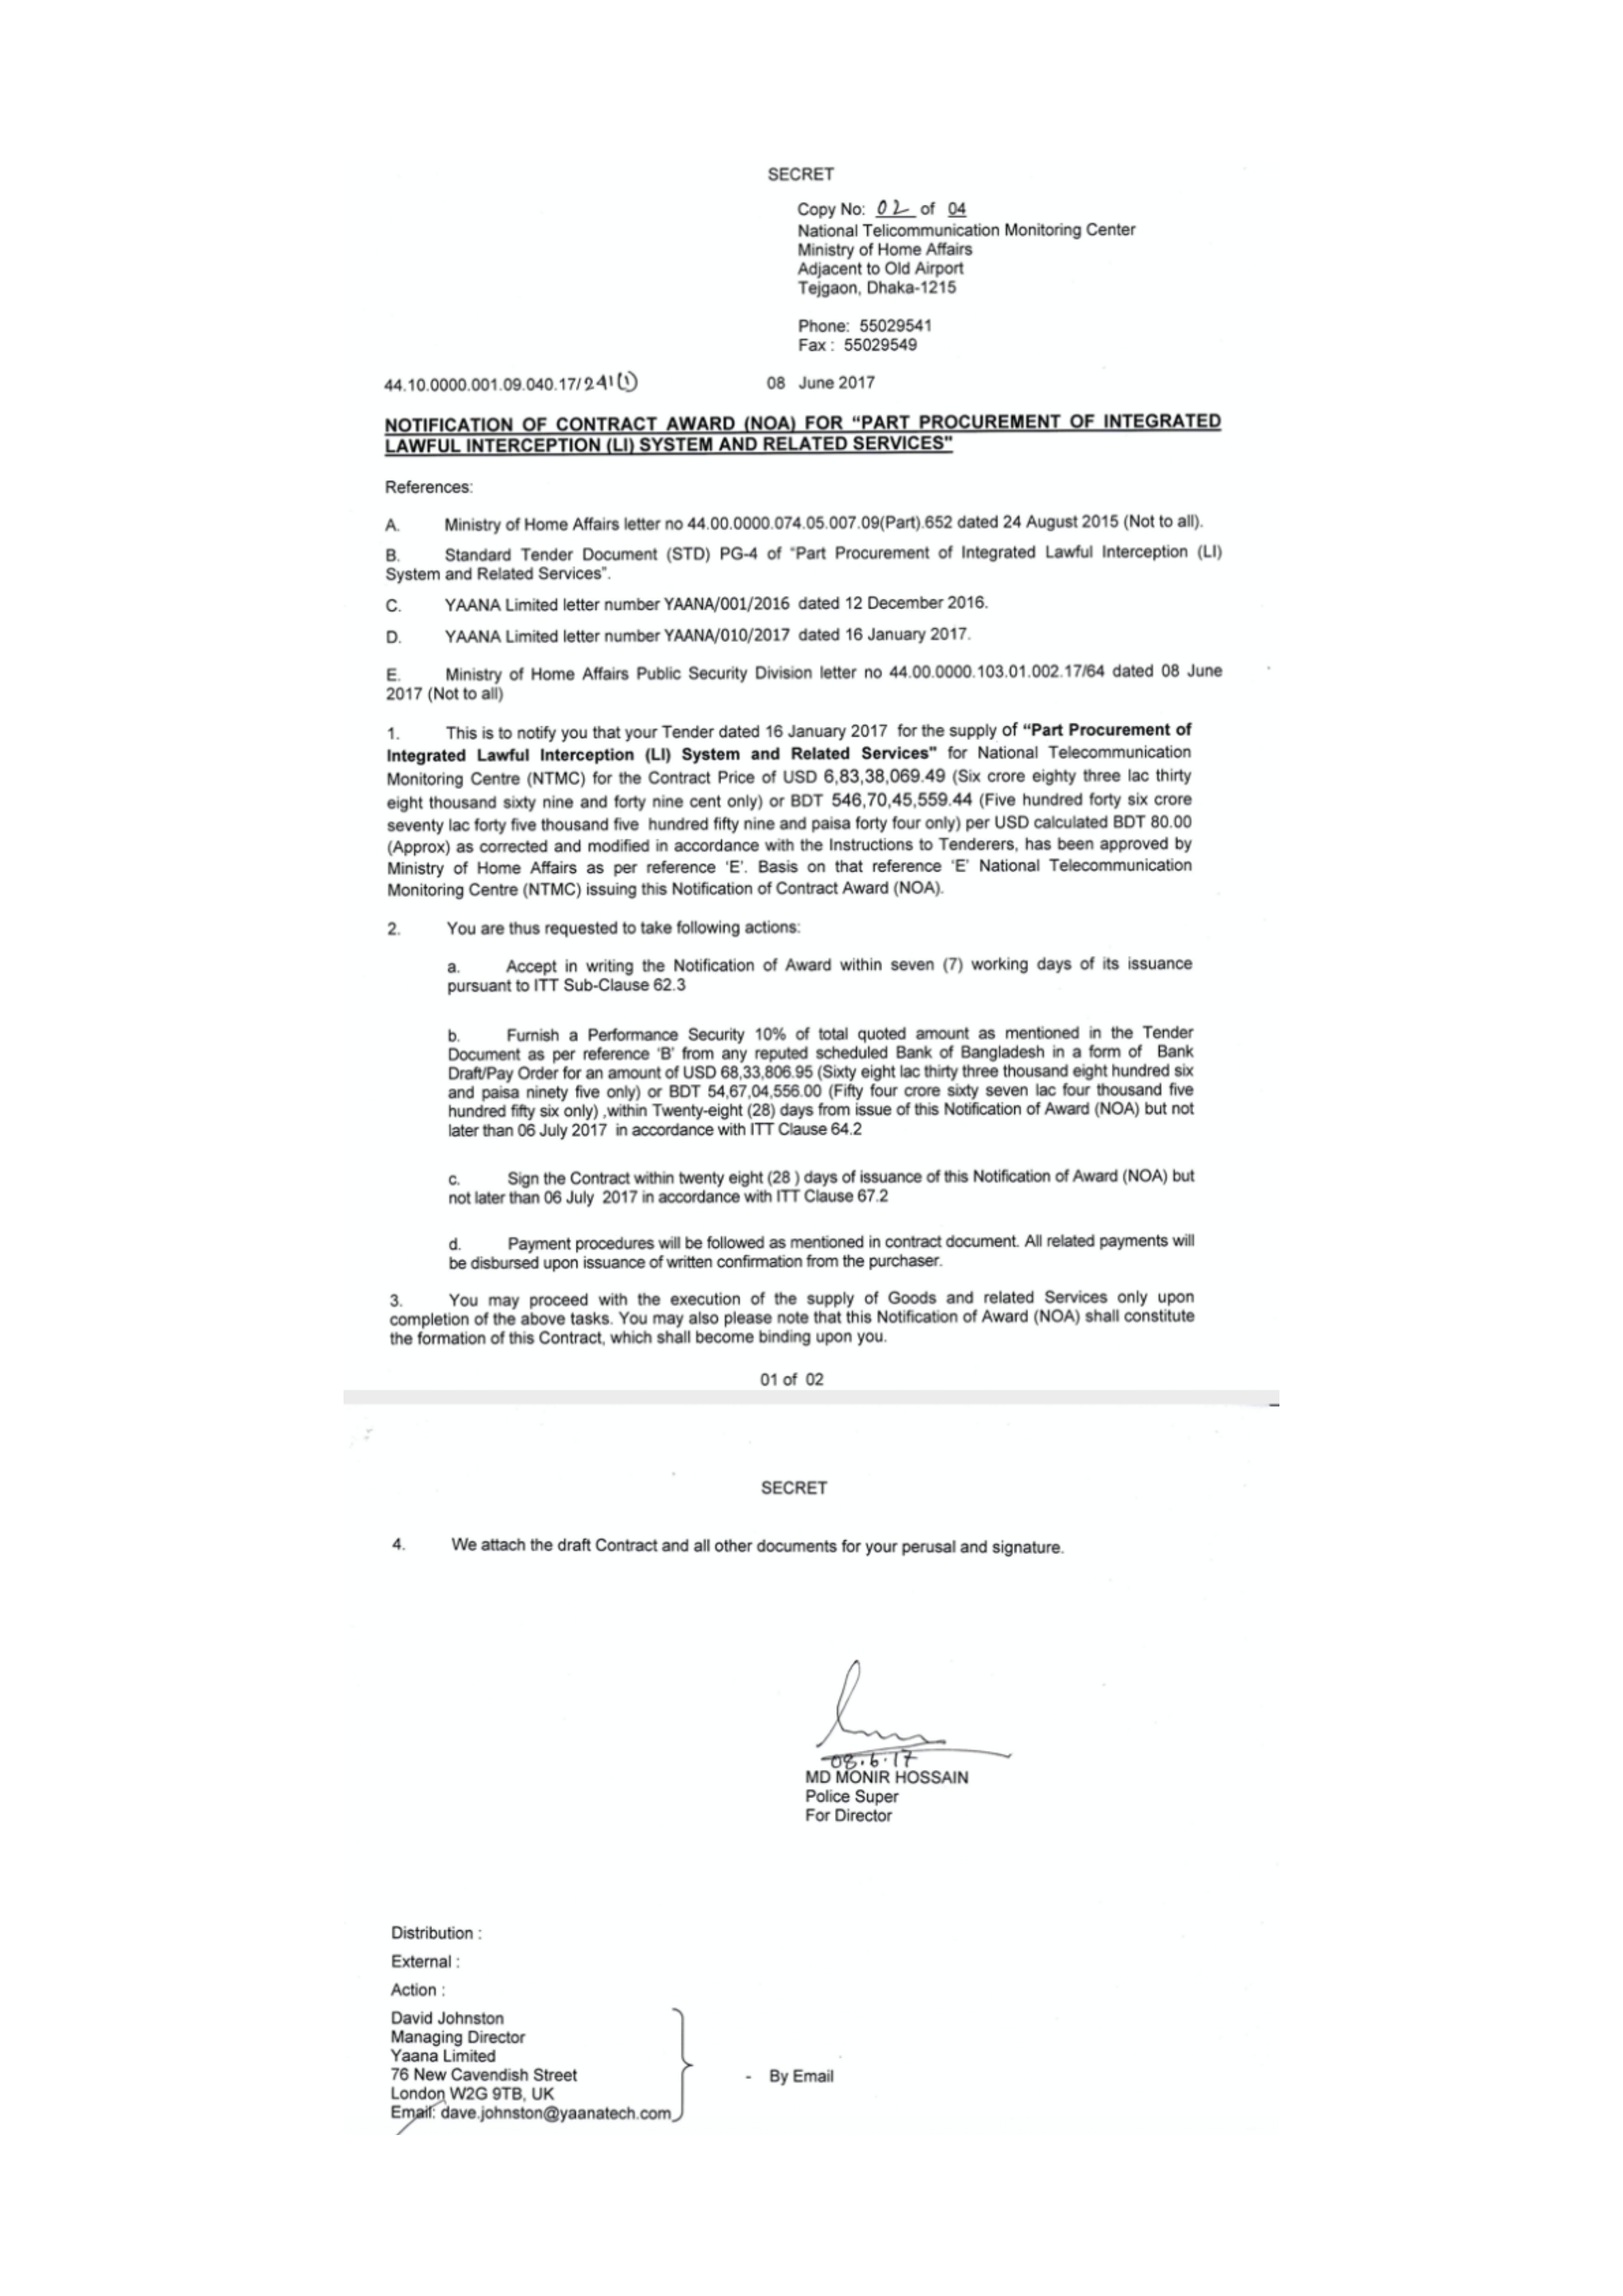 SECRET
Copy No: 02 of 04
National Telicommunication Monitoring Center
Ministry of Home Affairs
Adjacent to Old Airport
Tejgaon, Dhaka-1215
Phone: 55029541
Fax : 55029549
44.10.0000.001.09.040.17/241(1)
08 June 2017
NOTIFICATION OF CONTRACT AWARD (NOA) FOR “PART PROCUREMENT OF INTEGRATED
LAWFUL INTERCEPTION (LI) SYSTEM AND RELATED SERVICES"
References:
A. Ministry of Home Affairs letter no 44.00.0000.074.05.007.09(Part).652 dated 24 August 2015 (Not to all).
B. Standard Tender Document (STD) PG-4 of “Part Procurement of Integrated Lawful Interception (LI)
System and Related Services”.
C. YAANA Limited letter number YAANA/001/2016 dated 12 December 2016.
D. YAANA Limited letter number YAANA/010/2017 dated 16 January 2017.
E. Ministry of Home Affairs Public Security Division letter no 44.00.0000.103.01.002.17/64 dated 08 June
2017 (Not to all)
1. This is to notify you that your Tender dated 16 January 2017 for the supply of “Part Procurement of
Integrated Lawful Interception (LI) System and Related Services" for National Telecommunication
Monitoring Centre (NTMC) for the Contract Price of USD 6,83,38,069.49 (Six crore eighty three lac thirty
eight thousand sixty nine and forty nine cent only) or BDT 546,70,45,559.44 (Five hundred forty six crore
seventy lac forty five thousand five hundred fifty nine and paisa forty four only) per USD calculated BDT 80.00
(Approx) as corrected and modified in accordance with the Instructions to Tenderers, has been approved by
Ministry of Home Affairs as per reference ‘E’. Basis on that reference ‘E’ National Telecommunication
Monitoring Centre (NTMC) issuing this Notification of Contract Award (NOA).
2. You are thus requested to take following actions:
a. Accept in writing the Notification of Award within seven (7) working days of its issuance
pursuant to ITT Sub-Clause 62.3
b. Furnish a Performance Security 10% of total quoted amount as mentioned in the Tender
Document as per reference ‘B’ from any reputed scheduled Bank of Bangladesh in a form of Bank
Draft/Pay Order for an amount of USD 68,33,806.95 (Sixty eight lac thirty three thousand eight hundred six
and paisa ninety five only) or BDT 54,67,04,556.00 (Fifty four crore sixty seven lac four thousand five
hundred fifty six only) ,within Twenty-eight (28) days from issue of this Notification of Award (NOA) but not
later than 06 July 2017 in accordance with ITT Clause 64.2
c. Sign the Contract within twenty eight (28 ) days of issuance of this Notification of Award (NOA) but
not later than 06 July 2017 in accordance with ITT Clause 67.2
d. Payment procedures will be followed as mentioned in contract document. All related payments will
be disbursed upon issuance of written confirmation from the purchaser.
3. You may proceed with the execution of the supply of Goods and related Services only upon
completion of the above tasks. You may also please note that this Notification of Award (NOA) shall constitute
the formation of this Contract, which shall become binding upon you.
01 of 02
SECRET
4. We attach the draft Contract and all other documents for your perusal and signature.
08.6.17
MD MONIR HOSSAIN
Police Super
For Director
Distribution :
External :
Action :
David Johnston
Managing Director
Yaana Limited
76 New Cavendish Street
London W2G 9TB, UK
Email: dave.johnston@yaanatech.com
- By Email